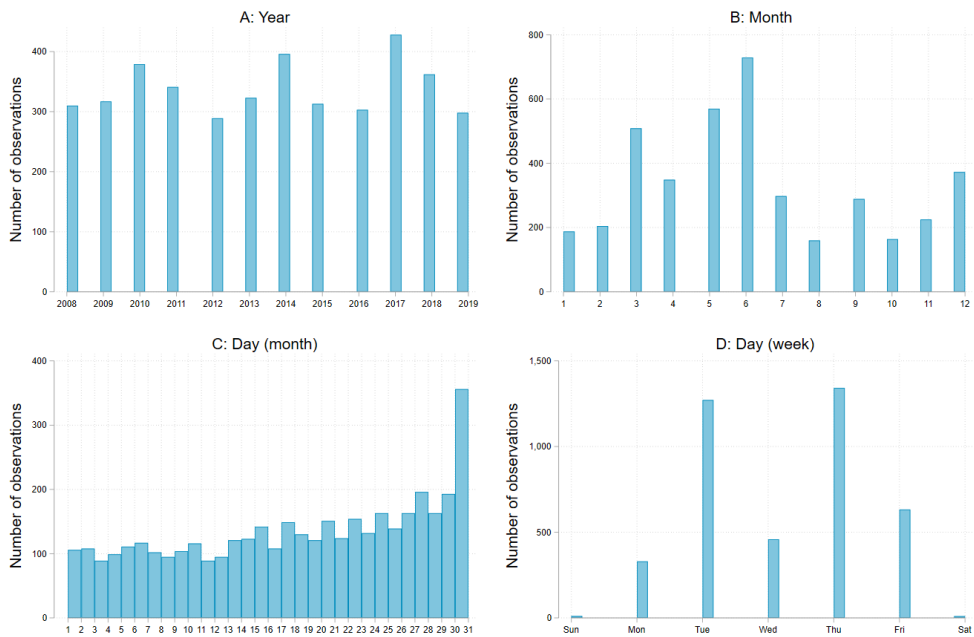 A: Year
Number of observations
400
300
200
100
0
2008 2009 2010 2011 2012 2013 2014 2015 2016 2017 2018 2019
B: Month
Number of observations
800
600
400
200
0
1 2 3 4 5 6 7 8 9 10 11 12
C: Day (month)
Number of observations
400
300
200
100
0
1 2 3 4 5 6 7 8 9 10 11 12 13 14 15 16 17 18 19 20 21 22 23 24 25 26 27 28 29 30 31
D: Day (week)
Number of observations
1,500
1,000
500
0
Sun Mon Tue Wed Thu Fri Sat